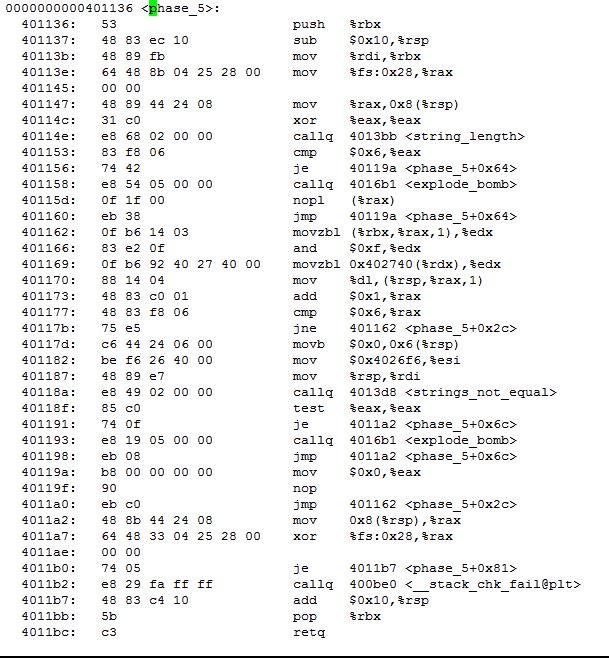 0000000000401136 <phase_5>:
401136: 53 push %rbx
401137: 48 83 ec 10 sub $0x10,%rsp
40113b: 48 89 fb mov %rdi,%rbx
40113e: 64 48 8b 04 25 28 00 mov %fs:0x28,%rax
401145: 00 00
401147: 48 89 44 24 08 mov %rax,0x8(%rsp)
40114c: 31 c0 xor %eax,%eax
40114e: e8 68 02 00 00 callq 4013bb <string_length>
401153: 83 f8 06 cmp $0x6,%eax
401156: 74 42 je 40119a <phase_5+0x64>
401158: e8 54 05 00 00 callq 4016b1 <explode_bomb>
40115d: 0f 1f 00 nopl (%rax)
401160: eb 38 jmp 40119a <phase_5+0x64>
401162: 0f b6 14 03 movzbl (%rbx,%rax,1),%edx
401166: 83 e2 0f and $0xf,%edx
401169: 0f b6 92 40 27 40 00 movzbl 0x402740(%rdx),%edx
401170: 88 14 04 mov %dl,(%rsp,%rax,1)
401173: 48 83 c0 01 add $0x1,%rax
401177: 48 83 f8 06 cmp $0x6,%rax
40117b: 75 e5 jne 401162 <phase_5+0x2c>
40117d: c6 44 24 06 00 movb $0x0,0x6(%rsp)
401182: be f6 26 40 00 mov $0x4026f6,%esi
401187: 48 89 e7 mov %rsp,%rdi
40118a: e8 49 02 00 00 callq 4013d8 <strings_not_equal>
40118f: 85 c0 test %eax,%eax
401191: 74 0f je 4011a2 <phase_5+0x6c>
401193: e8 19 05 00 00 callq 4016b1 <explode_bomb>
401198: eb 08 jmp 4011a2 <phase_5+0x6c>
40119a: b8 00 00 00 00 mov $0x0,%eax
40119f: 90 nop
4011a0: eb c0 jmp 401162 <phase_5+0x2c>
4011a2: 48 8b 44 24 08 mov 0x8(%rsp),%rax
4011a7: 64 48 33 04 25 28 00 xor %fs:0x28,%rax
4011ae: 00 00
4011b0: 74 05 je 4011b7 <phase_5+0x81>
4011b2: e8 29 fa ff ff callq 400be0 <__stack_chk_fail@plt>
4011b7: 48 83 c4 10 add $0x10,%rsp
4011bb: 5b pop %rbx
4011bc: c3 retq